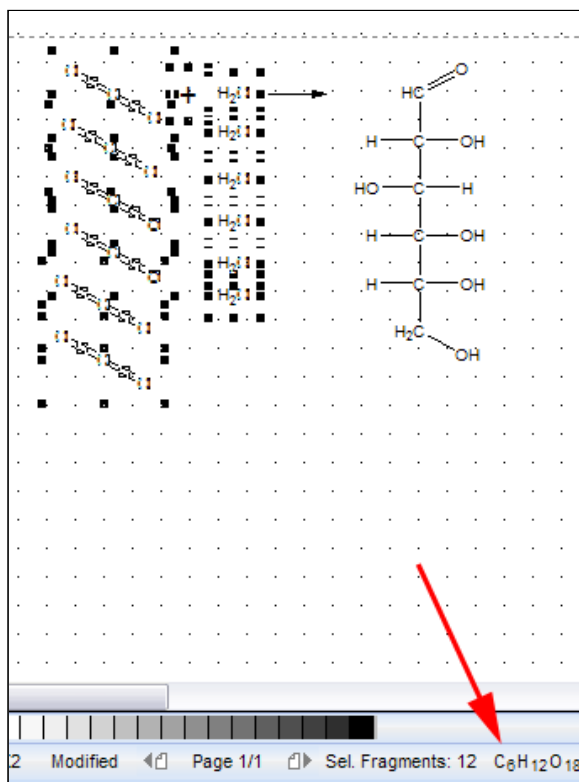 O
+ H₂O HC
H₂O H C OH
H₂O HO C H
H₂O H C OH
H₂O H C OH
H₂O
H₂C
OH
Modified Page 1/1 Sel. Fragments: 12 C₆H₁₂O₁₈